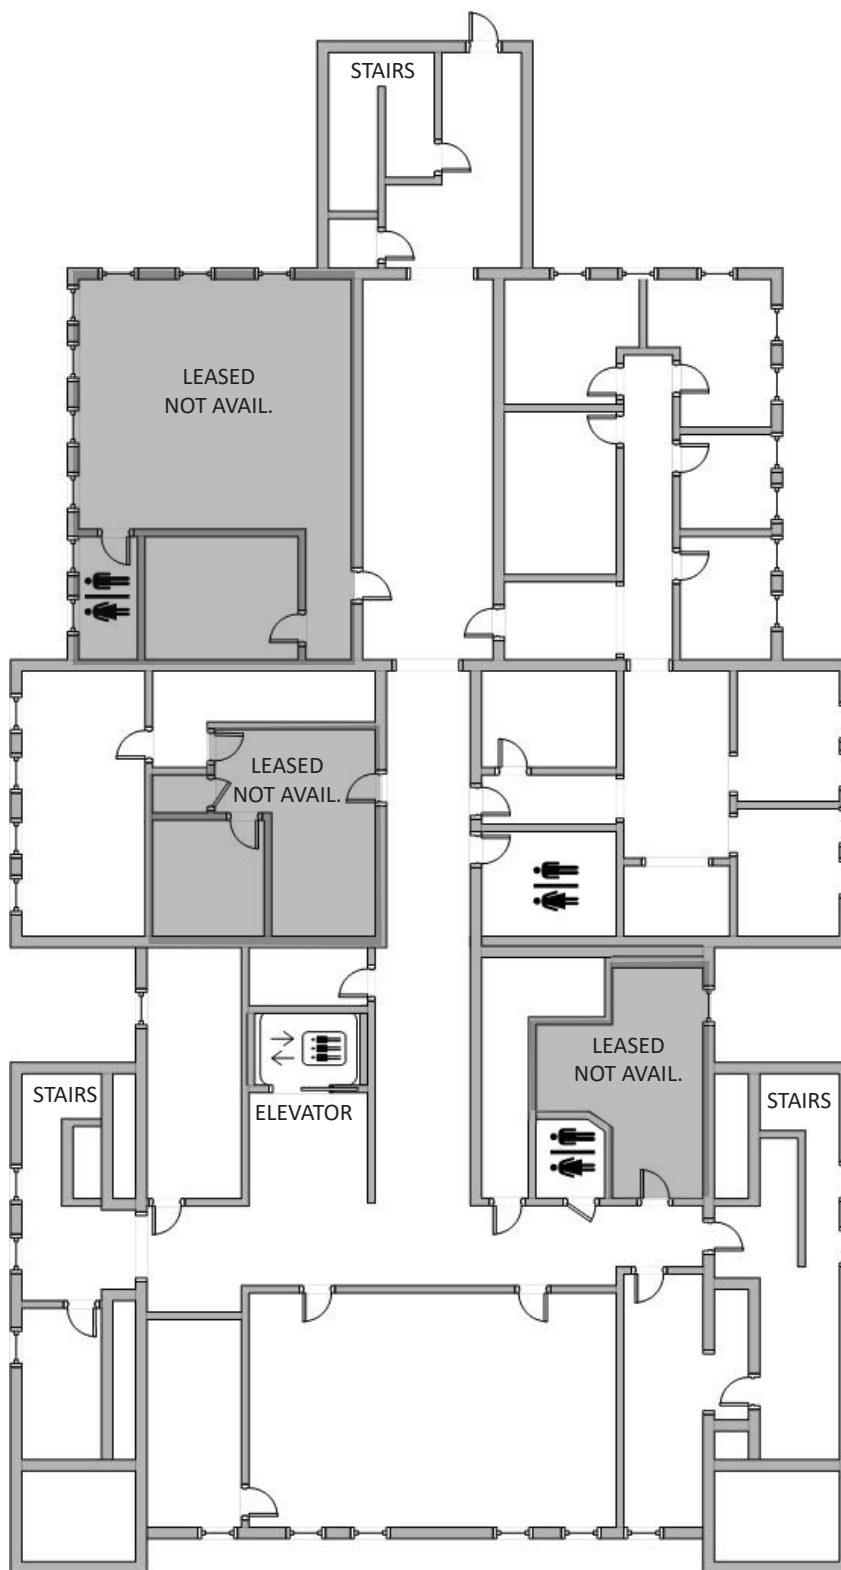 STAIRS
LEASED
NOT AVAIL.
LEASED
NOT AVAIL.
LEASED
NOT AVAIL.
STAIRS
ELEVATOR
STAIRS